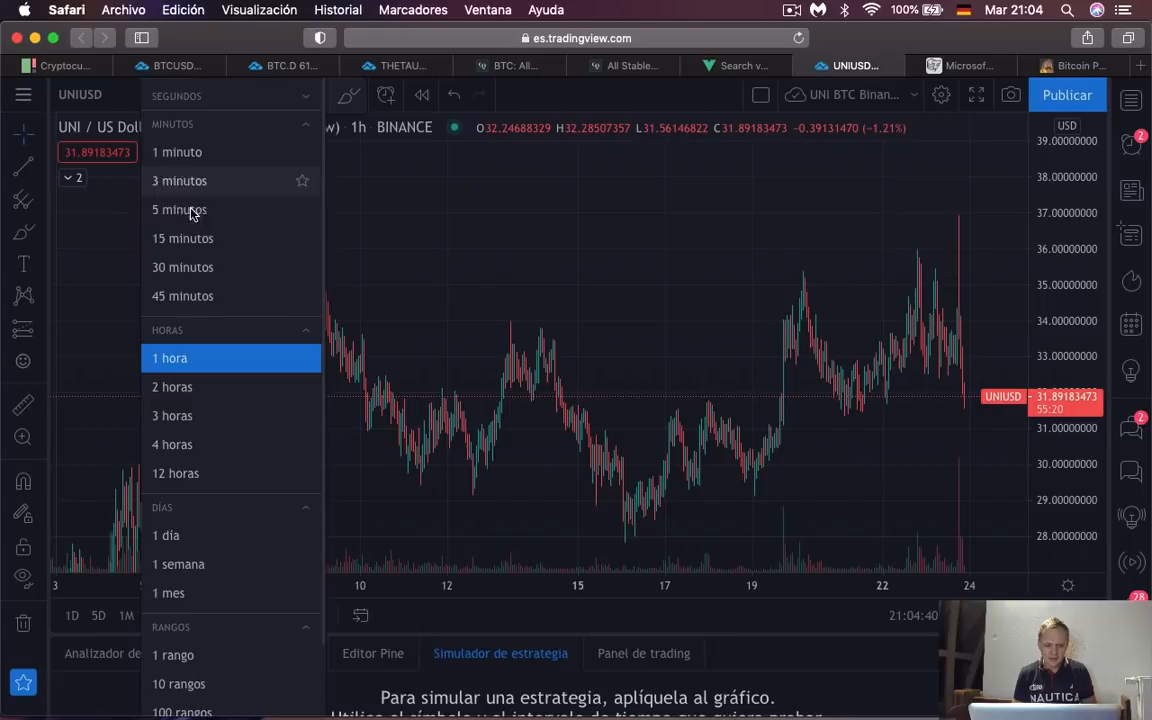 Safari Archivo Edición Visualización Historial Marcadores Ventana Ayuda 100% Mar 21:04
es.tradingview.com
Cryptocu... BTCUSD... BTC.D 61... THETAU... BTC: All... All Stable... Search v... UNIUSD... Microsof... Bitcoin P...
UNIUSD SEGUNDOS UNI BTC Binan... Publicar
MINUTOS
UNI / US Doll 1h · BINANCE O32.24688329 H32.28507357 L31.56146822 C31.89183473 -0.39131470 (-1.21%) USD
2
39.00000000
31.89183473 1 minuto
38.00000000
2 3 minutos
5 minutos 37.00000000
15 minutos 36.00000000
30 minutos 35.00000000
45 minutos
34.00000000
HORAS
1 hora 33.00000000
2 horas
UNIUSD 31.89183473
55:20
3 horas
2
31.00000000
4 horas
30.00000000
12 horas
29.00000000
DÍAS
1 día 28.00000000
1 semana
3 10 12 15 17 19 22 24
1 mes
28
1D 5D 1M 21:04:40
RANGOS
1 rango
Analizador de Editor Pine Simulador de estrategia Panel de trading
10 rangos
Para simular una estrategia, aplíquela al gráfico.
100 rangos
NAUTICA